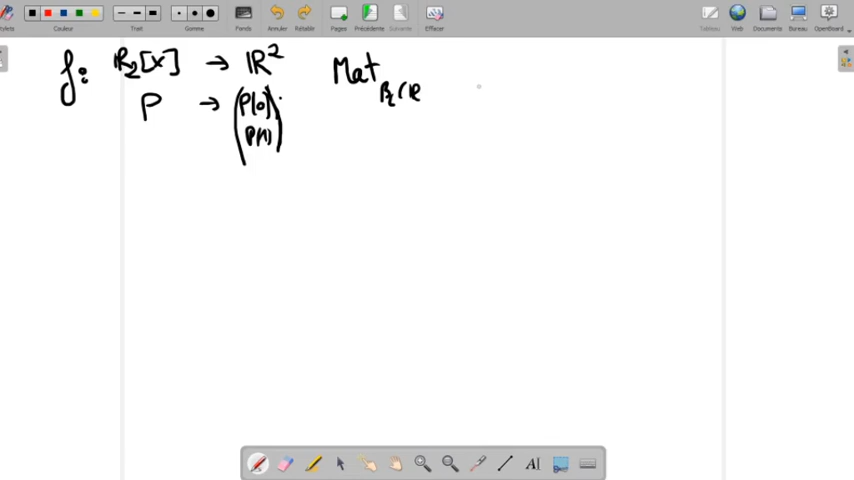 Couleur Trait Gomme Fonds Annuler Rétablir Pages Précédente Suivante Effacer Tableau Web Documents Bureau OpenBoard
f: ℝ₂[X] → ℝ² Mat
P → (P(0), P(1))